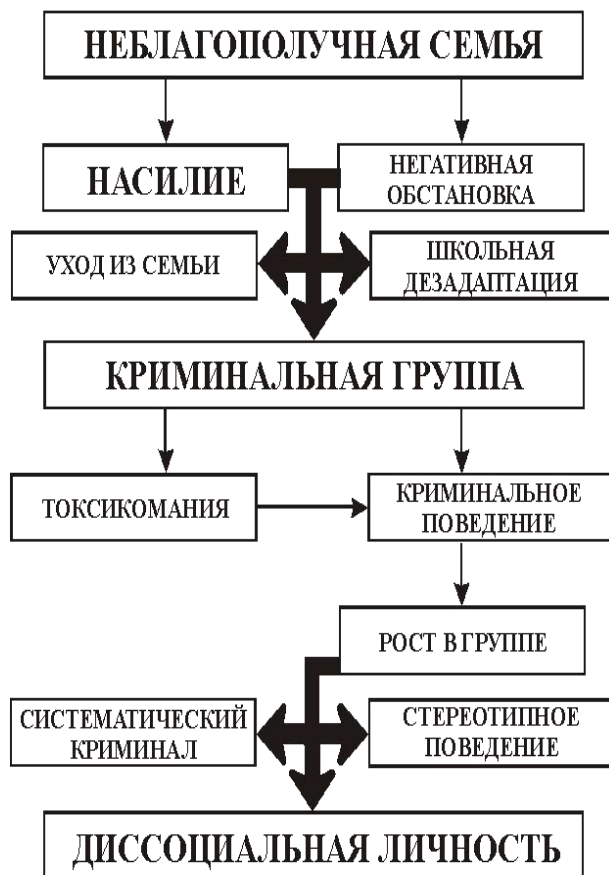 НЕБЛАГОПОЛУЧНАЯ СЕМЬЯ
НАСИЛИЕ
НЕГАТИВНАЯ
ОБСТАНОВКА
УХОД ИЗ СЕМЬИ
ШКОЛЬНАЯ
ДЕЗАДАПТАЦИЯ
КРИМИНАЛЬНАЯ ГРУППА
ТОКСИКОМАНИЯ
КРИМИНАЛЬНОЕ
ПОВЕДЕНИЕ
РОСТ В ГРУППЕ
СИСТЕМАТИЧЕСКИЙ
КРИМИНАЛ
СТЕРЕОТИПНОЕ
ПОВЕДЕНИЕ
ДИССОЦИАЛЬНАЯ ЛИЧНОСТЬ